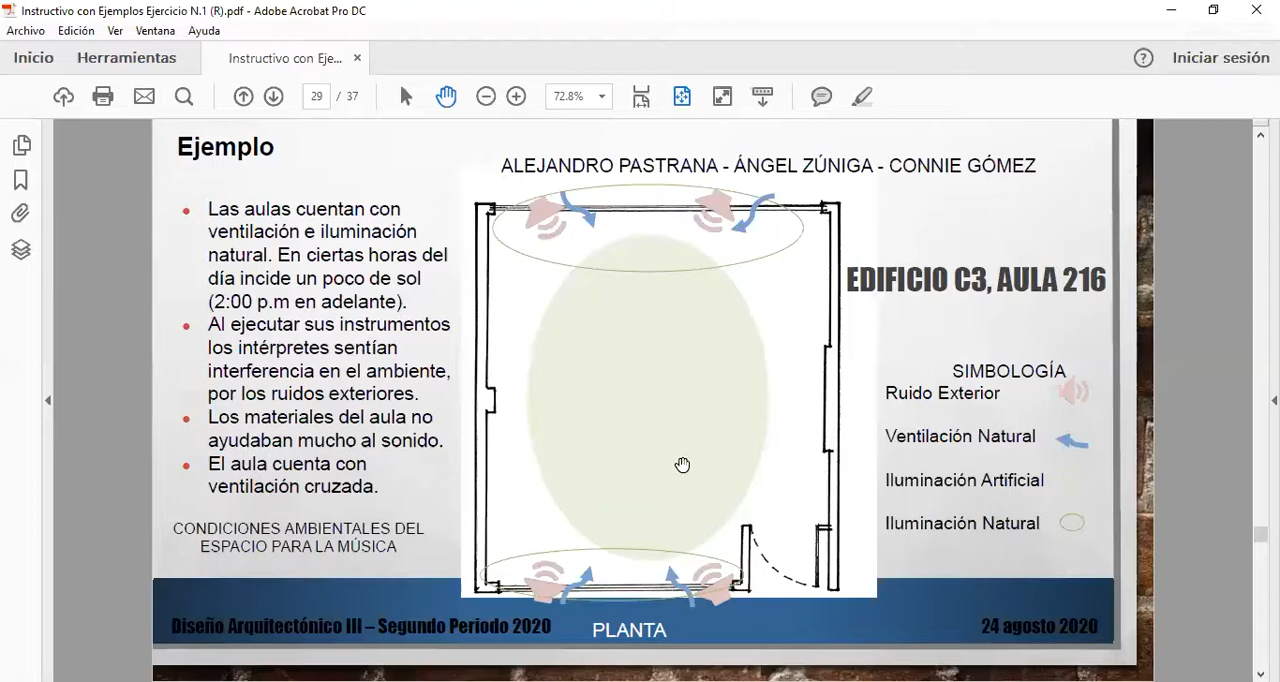 Instructivo con Ejemplos Ejercicio N.1 (R).pdf - Adobe Acrobat Pro DC
Archivo Edición Ver Ventana Ayuda
Inicio Herramientas Instructivo con Eje... × Iniciar sesión
29 / 37 72.8%
Ejemplo
ALEJANDRO PASTRANA - ÁNGEL ZÚNIGA - CONNIE GÓMEZ
• Las aulas cuentan con
ventilación e iluminación
natural. En ciertas horas del
día incide un poco de sol
(2:00 p.m en adelante).
• Al ejecutar sus instrumentos
los intérpretes sentían
interferencia en el ambiente,
por los ruidos exteriores.
• Los materiales del aula no
ayudaban mucho al sonido.
• El aula cuenta con
ventilación cruzada.
CONDICIONES AMBIENTALES DEL
ESPACIO PARA LA MÚSICA
EDIFICIO C3, AULA 216
SIMBOLOGÍA
Ruido Exterior
Ventilación Natural
Iluminación Artificial
Iluminación Natural
Diseño Arquitectónico III – Segundo Periodo 2020
PLANTA
24 agosto 2020